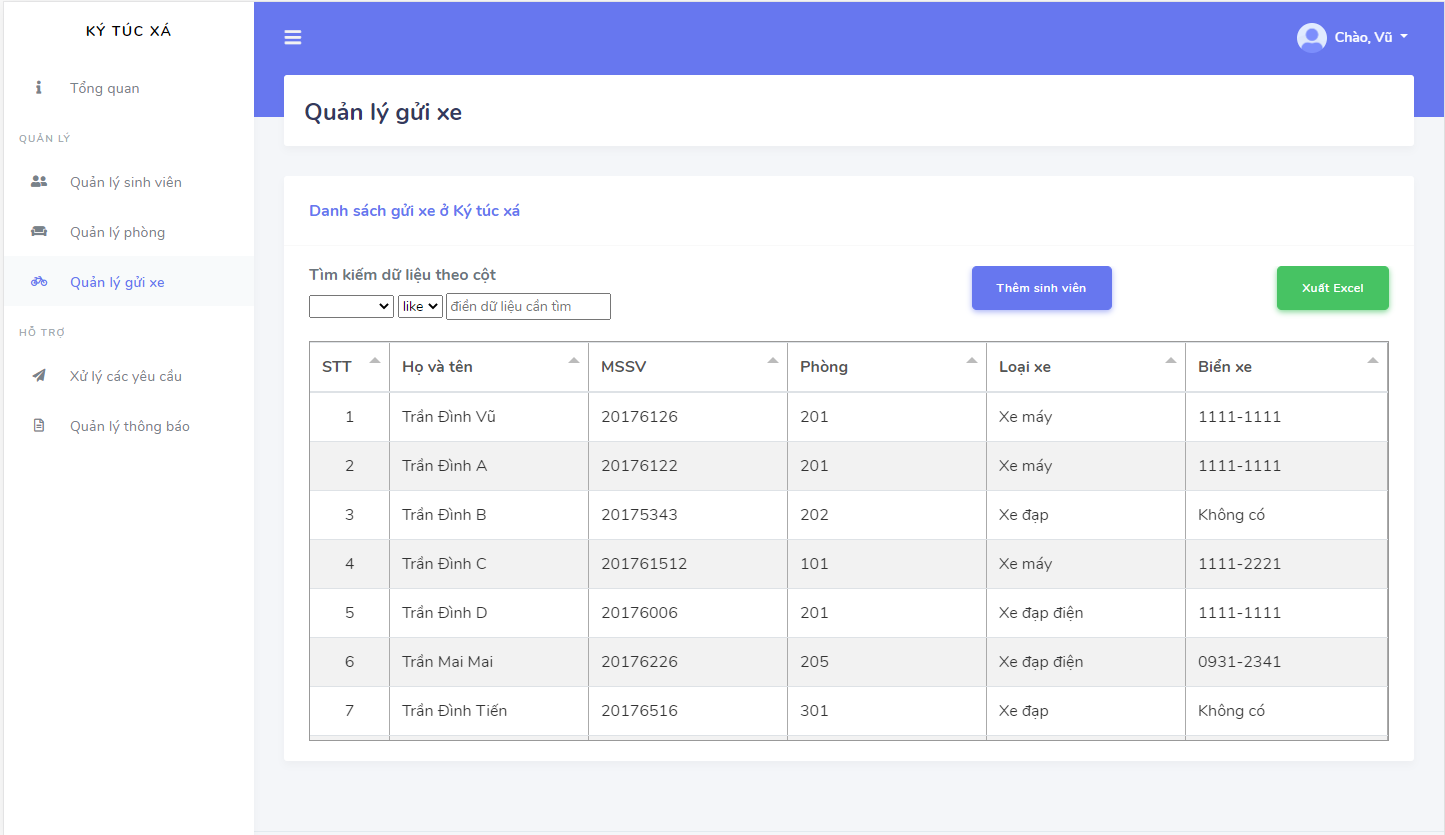 KÝ TÚC XÁ
Chào, Vũ
Tổng quan
QUẢN LÝ
Quản lý sinh viên
Quản lý phòng
Quản lý gửi xe
HỖ TRỢ
Xử lý các yêu cầu
Quản lý thông báo
Quản lý gửi xe
Danh sách gửi xe ở Ký túc xá
Tìm kiếm dữ liệu theo cột
like điền dữ liệu cần tìm
Thêm sinh viên
Xuất Excel
STT Họ và tên MSSV Phòng Loại xe Biển xe
1 Trần Đình Vũ 20176126 201 Xe máy 1111-1111
2 Trần Đình A 20176122 201 Xe máy 1111-1111
3 Trần Đình B 20175343 202 Xe đạp Không có
4 Trần Đình C 201761512 101 Xe máy 1111-2221
5 Trần Đình D 20176006 201 Xe đạp điện 1111-1111
6 Trần Mai Mai 20176226 205 Xe đạp điện 0931-2341
7 Trần Đình Tiến 20176516 301 Xe đạp Không có